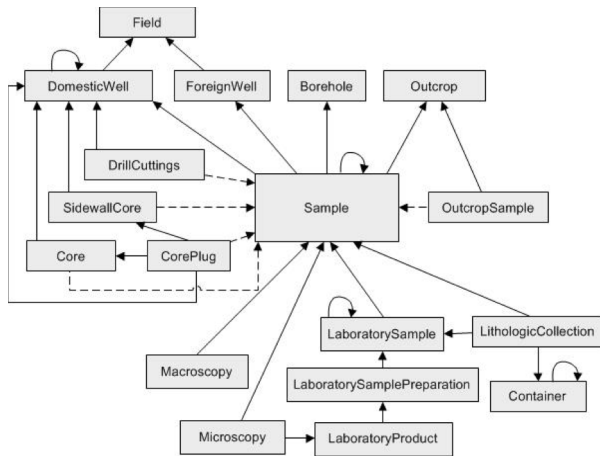 Field
DomesticWell
ForeignWell
Borehole
Outcrop
DrillCuttings
Sample
SidewallCore
OutcropSample
Core
CorePlug
LaboratorySample
LithologicCollection
Macroscopy
LaboratorySamplePreparation
Container
Microscopy
LaboratoryProduct